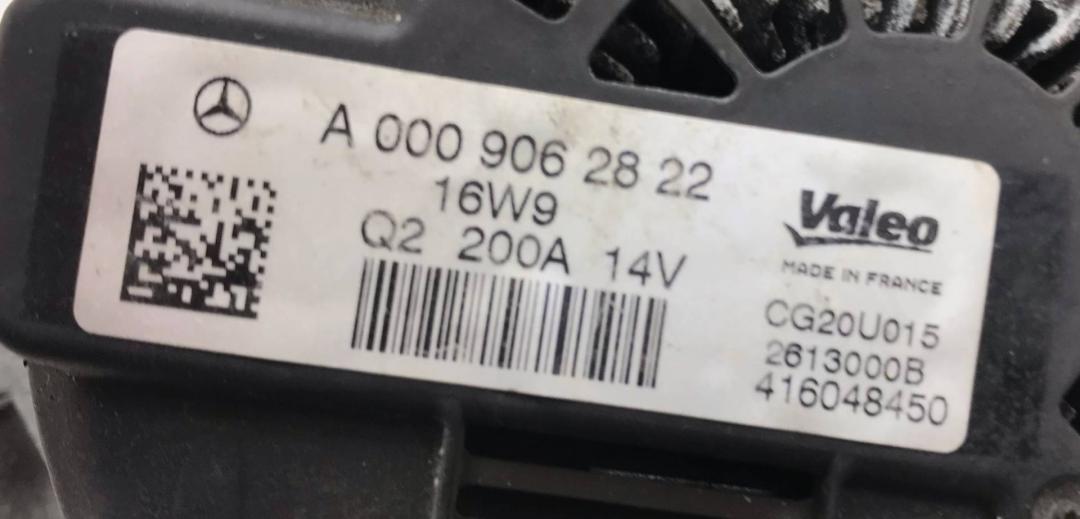 A 000 906 28 22
16W9
Q2 200A 14V
Valeo
MADE IN FRANCE
CG20U015
2613000B
416048450